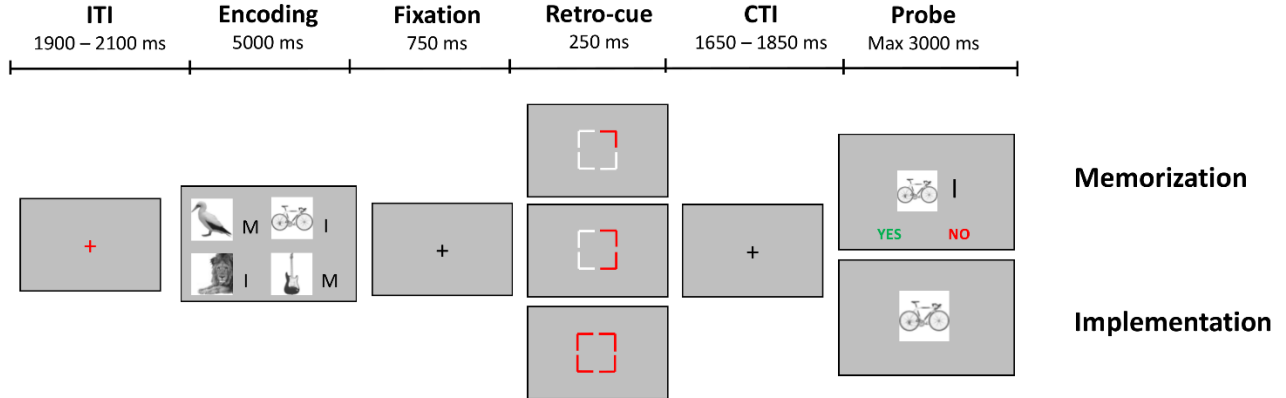 ITI
1900 – 2100 ms
Encoding
5000 ms
Fixation
750 ms
Retro-cue
250 ms
CTI
1650 – 1850 ms
Probe
Max 3000 ms
+
M
I
I
M
+
+
I
YES NO
Memorization
Implementation